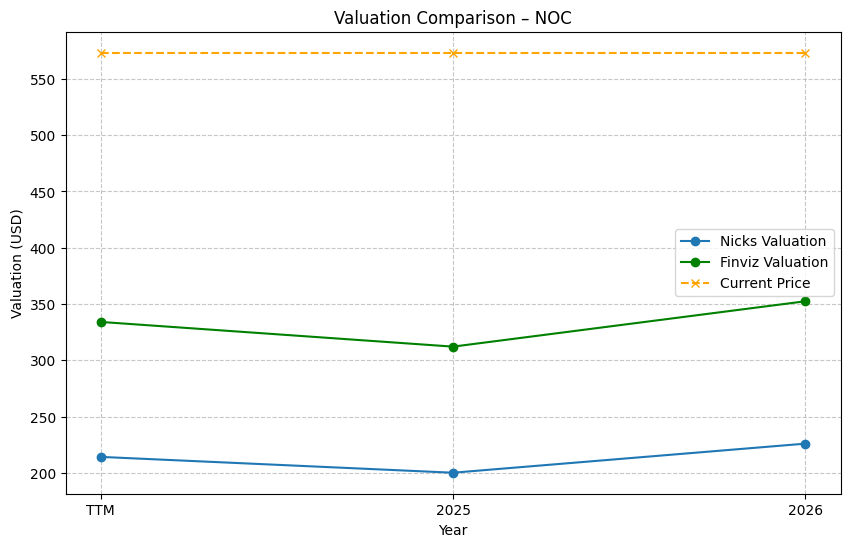 Valuation Comparison – NOC
Valuation (USD)
550
500
450
400
350
300
250
200
Nicks Valuation
Finviz Valuation
Current Price
TTM 2025 2026
Year